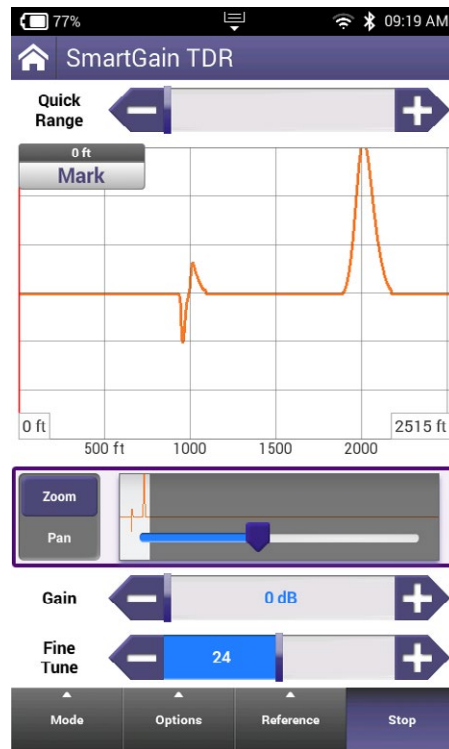 77%
09:19 AM
SmartGain TDR
Quick
Range
0 ft
Mark
0 ft
2515 ft
500 ft 1000 1500 2000
Zoom
Pan
Gain
0 dB
Fine
Tune
24
Mode
Options
Reference
Stop